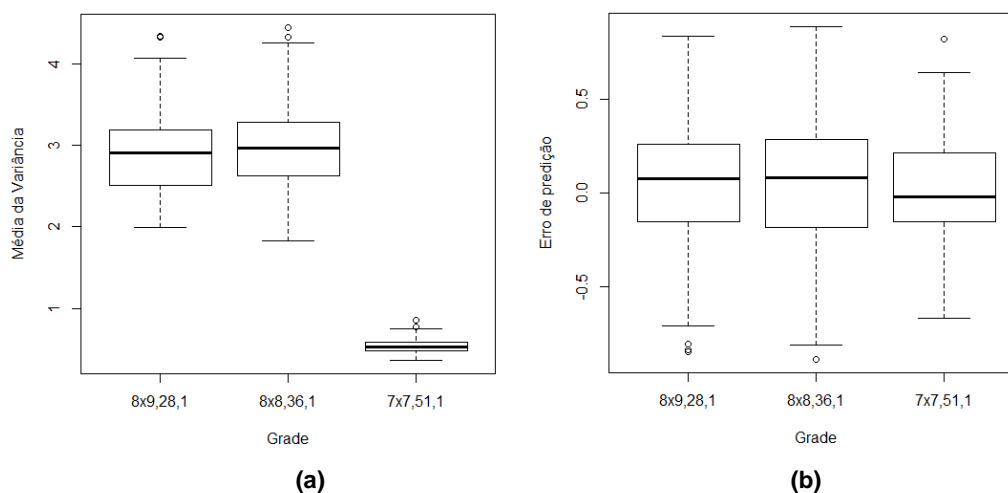 Média da Variância
4
3
2
1
8x9,28,1 8x8,36,1 7x7,51,1
Grade
(a)
Erro de predição
0.5
0.0
-0.5
8x9,28,1 8x8,36,1 7x7,51,1
Grade
(b)